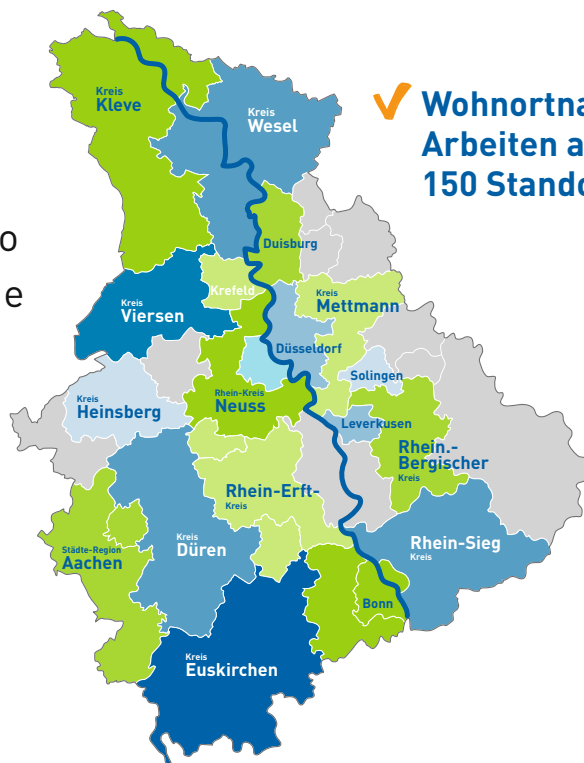 Kreis
Kleve
Kreis
Wesel
Wohnortna
Arbeiten a
150 Stando
o
e
Duisburg
Krefeld
Kreis
Viersen
Kreis
Mettmann
Düsseldorf
Solingen
Kreis
Heinsberg
Rhein-Kreis
Neuss
Leverkusen
Rhein.-
Bergischer
Kreis
Rhein-Erft-
Kreis
Kreis
Düren
Rhein-Sieg
Kreis
Städte-Region
Aachen
Bonn
Kreis
Euskirchen